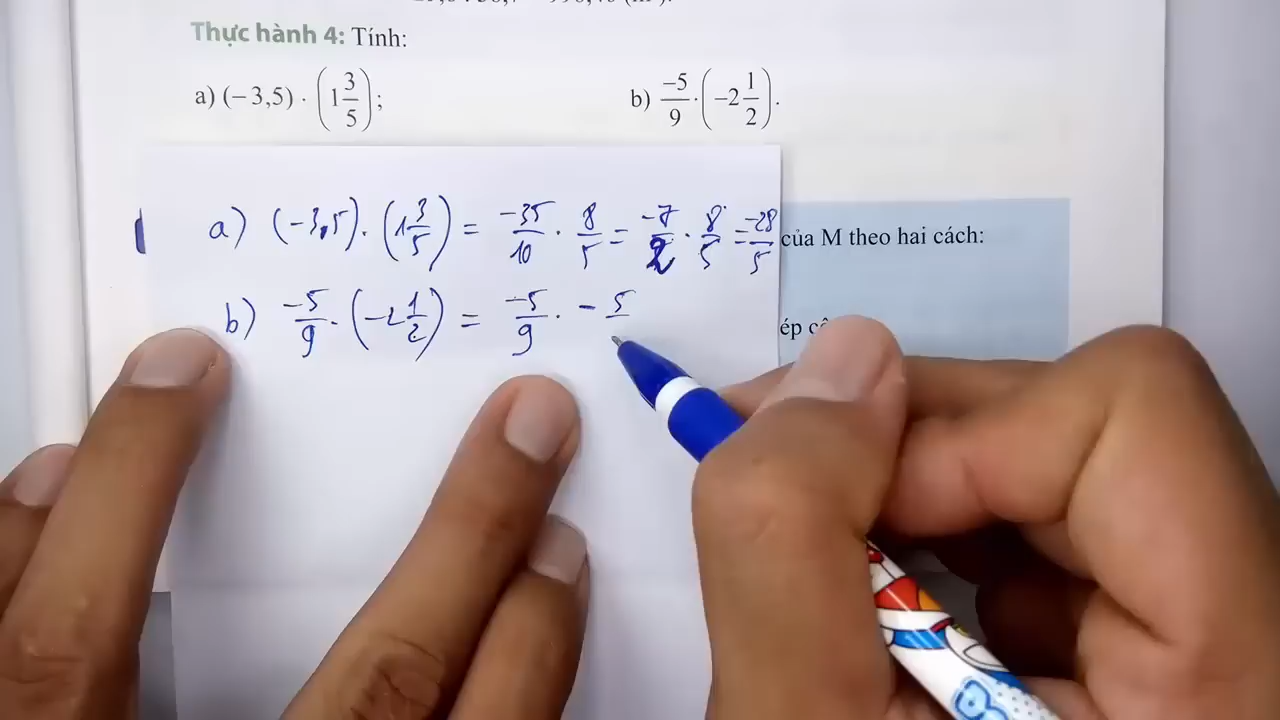 Thực hành 4: Tính:
a) (−3,5) · (1 3/5);
b) −5/9 · (−2 1/2).
a) (−3,5) · (1 3/5) = −35/10 · 8/5 = −7/2 · 8/5 = −28/5
của M theo hai cách:
b) −5/9 · (−2 1/2) = −5/9 · −5
ép